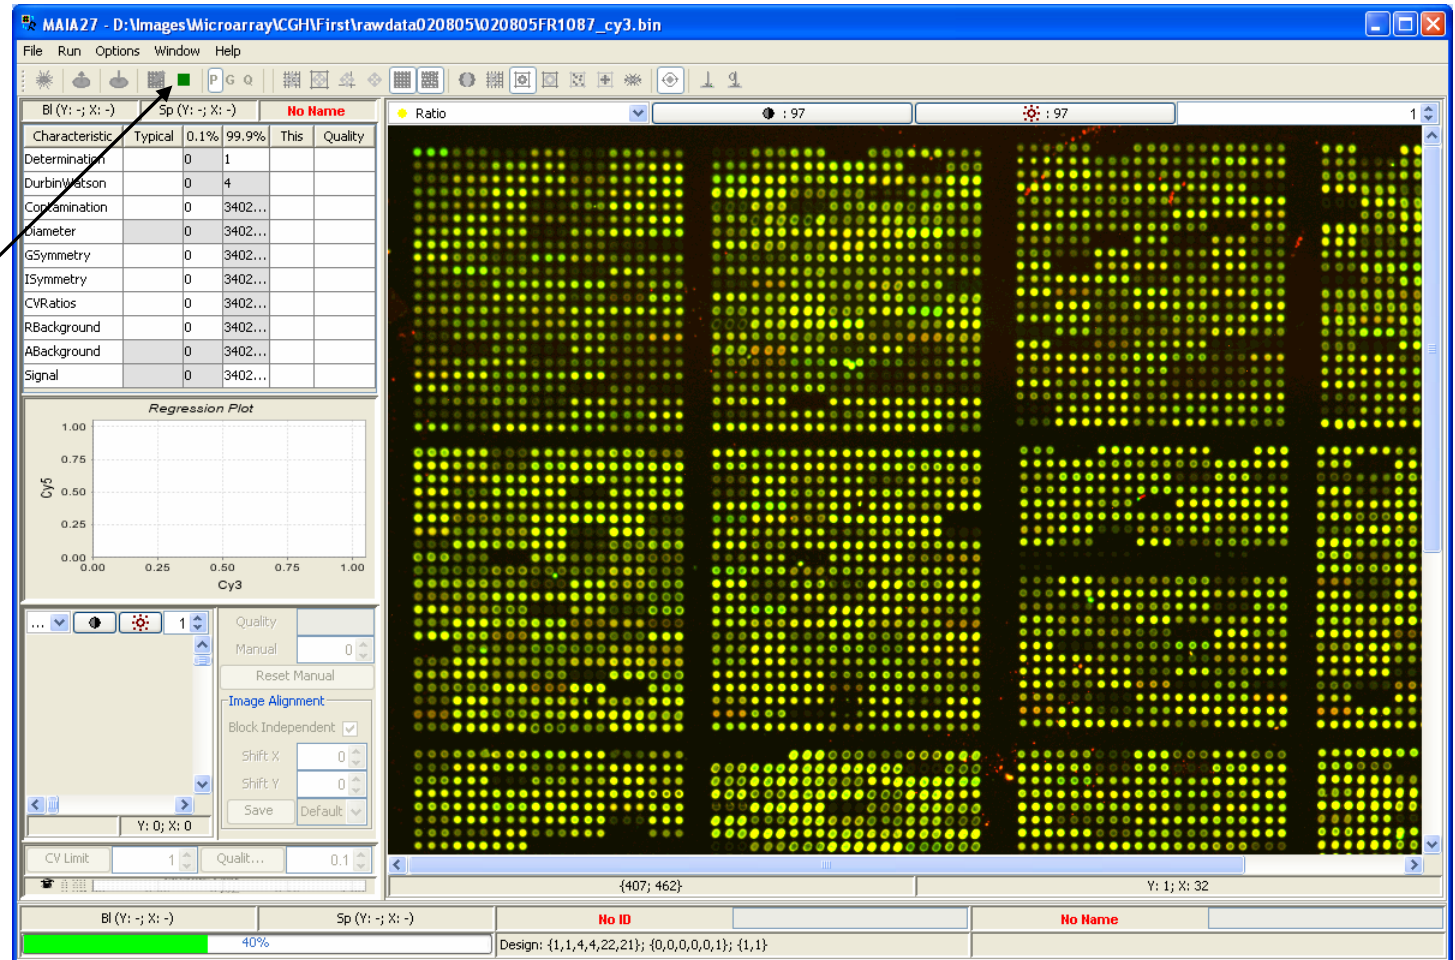 MAIA27 - D:\Images\Microarray\CGH\First\rawdata020805\020805FR1087_cy3.bin
File Run Options Window Help
P G Q
Bl (Y: -; X: -) Sp (Y: -; X: -) No Name
Ratio : 97 : 97 1
Characteristic Typical 0.1% 99.9% This Quality
Determination 0 1
DurbinWatson 0 4
Contamination 0 3402...
Diameter 0 3402...
GSymmetry 0 3402...
ISymmetry 0 3402...
CVRatios 0 3402...
RBackground 0 3402...
ABackground 0 3402...
Signal 0 3402...
Regression Plot
1.00
0.75
0.50
0.25
0.00
Cy5
0.00 0.25 0.50 0.75 1.00
Cy3
... 1
Quality
Manual 0
Reset Manual
Image Alignment
Block Independent
Shift X 0
Shift Y 0
Save Default
Y: 0; X: 0
CV Limit 1 Qualit... 0.1
{407; 462} Y: 1; X: 32
Bl (Y: -; X: -) Sp (Y: -; X: -) No ID No Name
40% Design: {1,1,4,4,22,21}; {0,0,0,0,0,1}; {1,1}